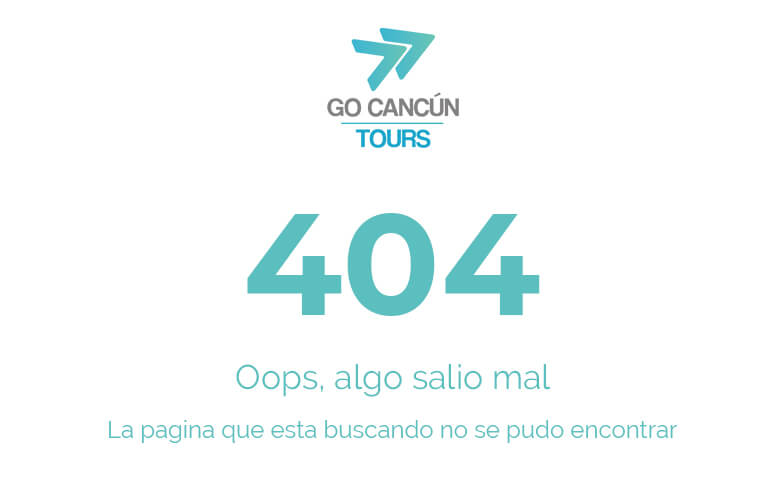 GO CANCÚN
TOURS
404
Oops, algo salio mal
La pagina que esta buscando no se pudo encontrar